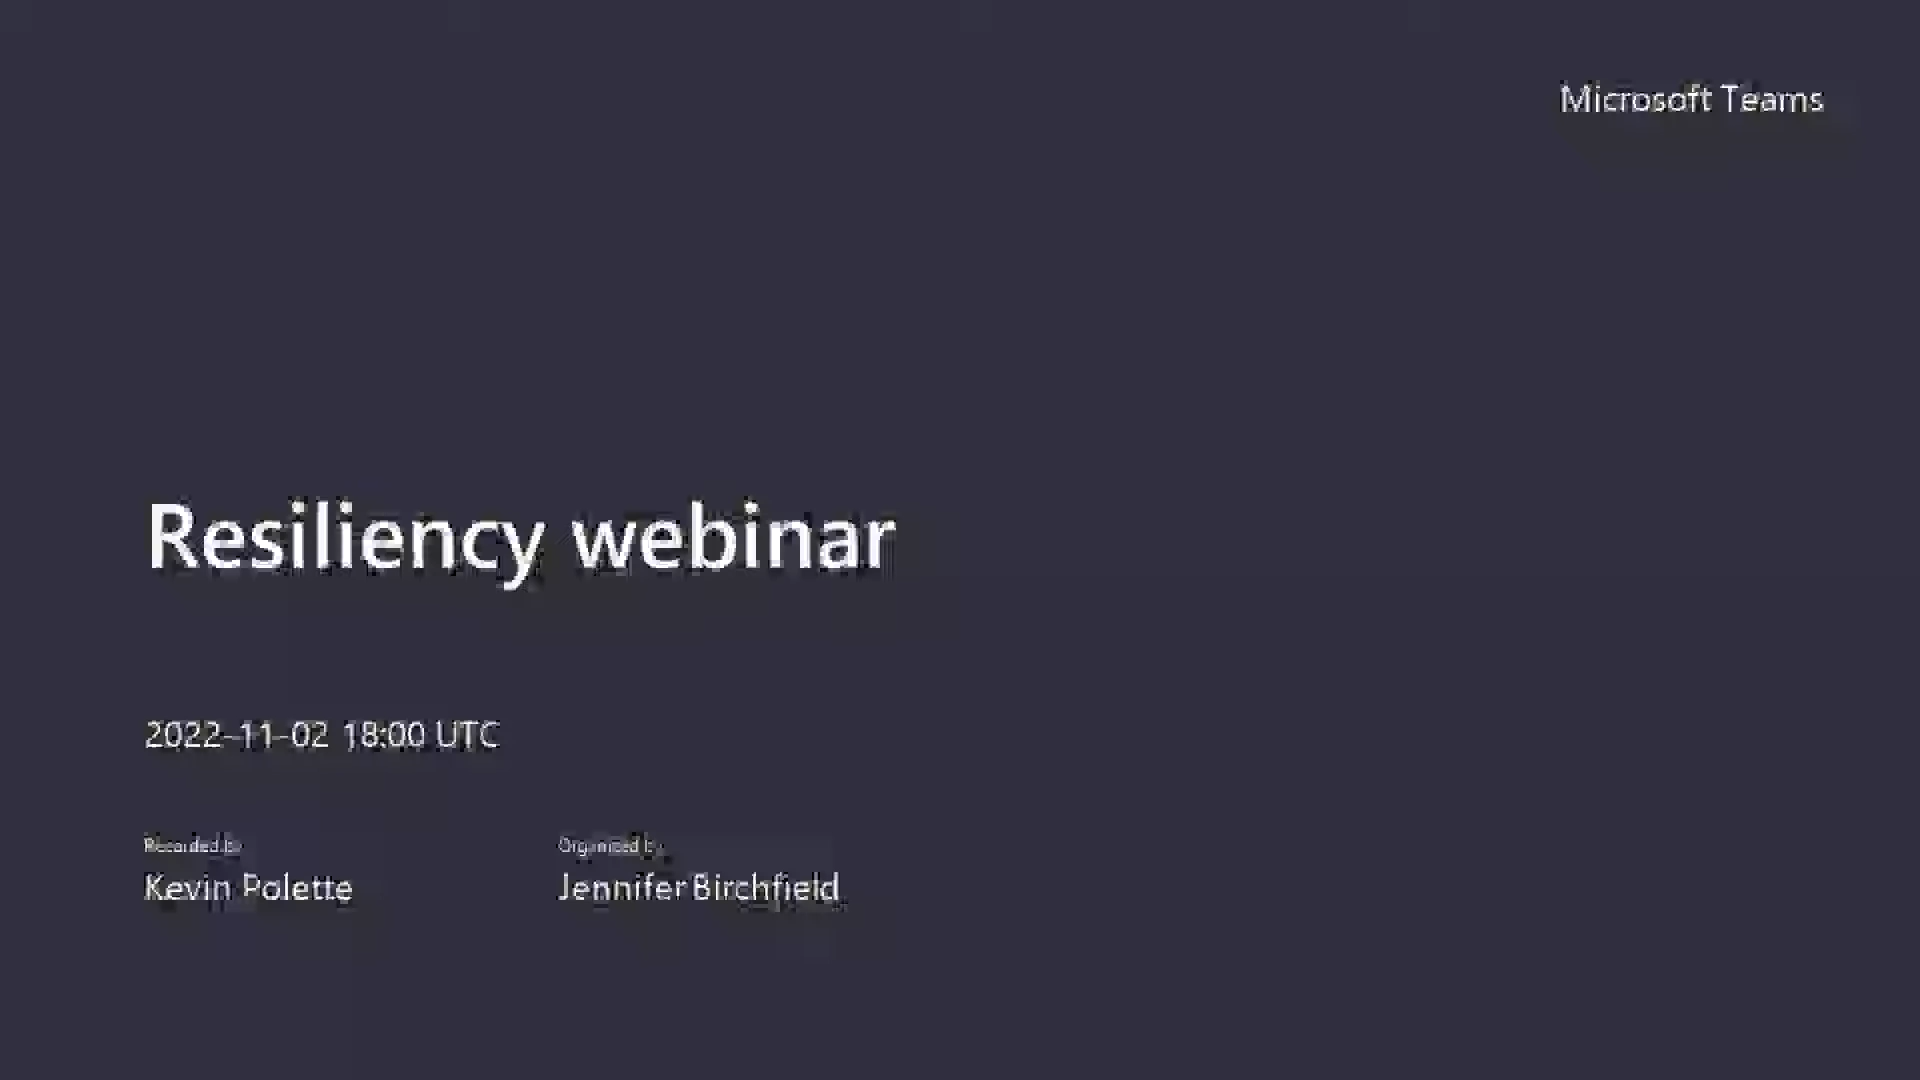 Microsoft Teams
Resiliency webinar
2022-11-02 18:00 UTC
Recorded by
Organized by
Kevin Polette
Jennifer Birchfield